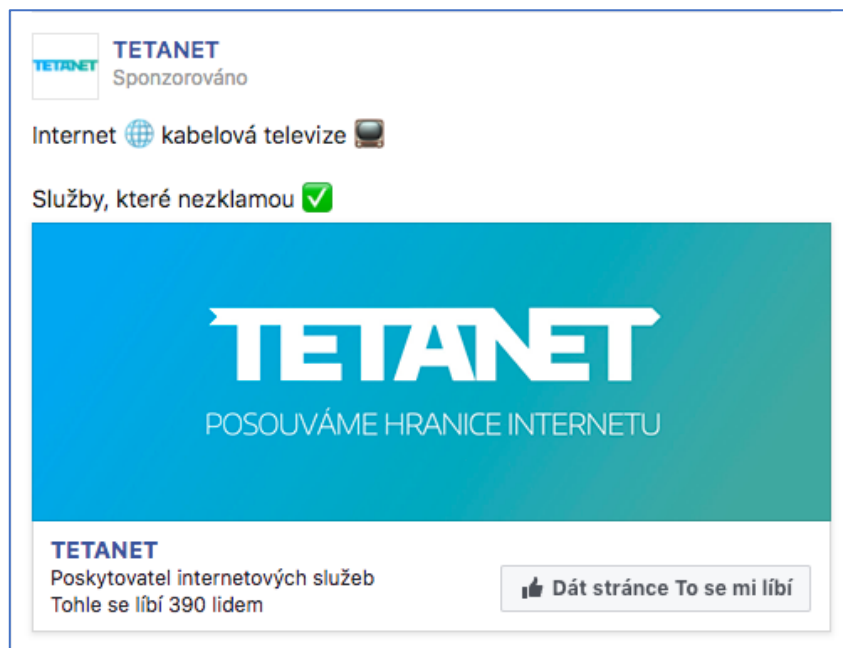 TETANET
TETANET
Sponzorováno
Internet 🌐 kabelová televize 📺
Služby, které nezklamou ✅
TETANET
POSOUVÁME HRANICE INTERNETU
TETANET
Poskytovatel internetových služeb
Tohle se líbí 390 lidem
Dát stránce To se mi líbí